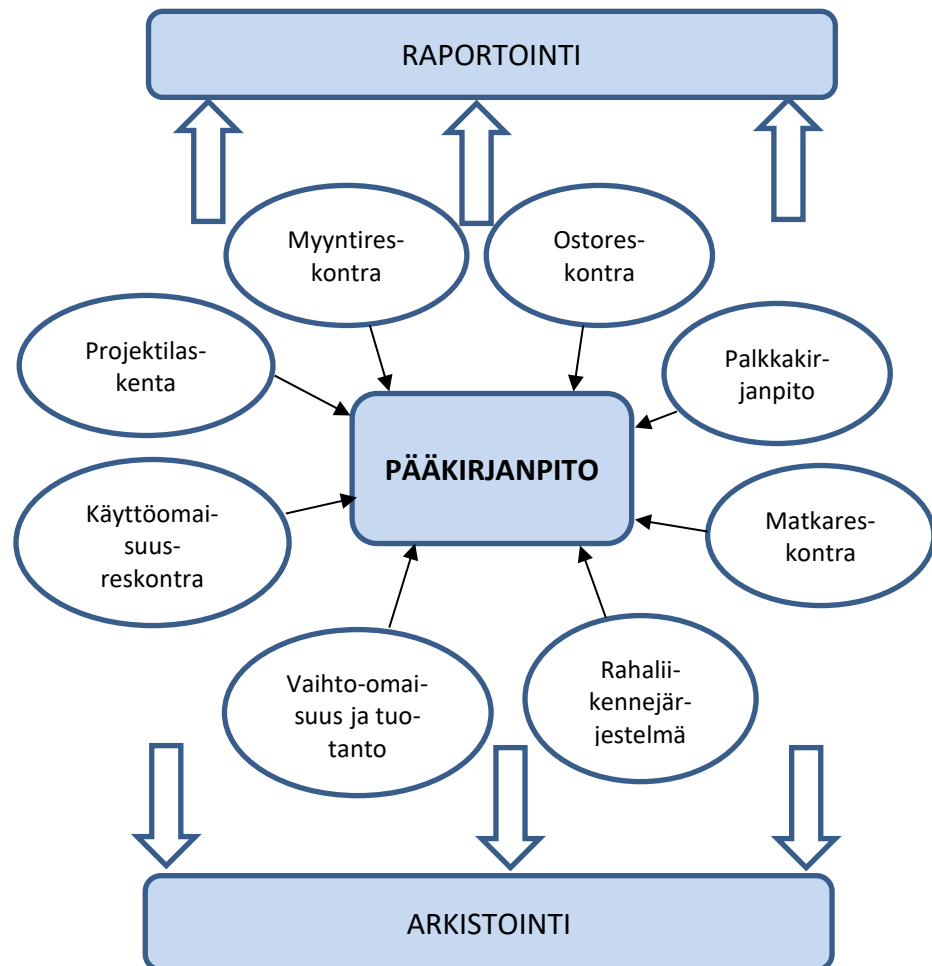 RAPORTOINTI
Myyntires-
kontra
Ostores-
kontra
Projektilas-
kenta
Palkkakir-
janpito
PÄÄKIRJANPITO
Käyttöomai-
suus-
reskontra
Matkares-
kontra
Vaihto-omai-
suus ja tuo-
tanto
Rahalii-
kennejär-
jestelmä
ARKISTOINTI